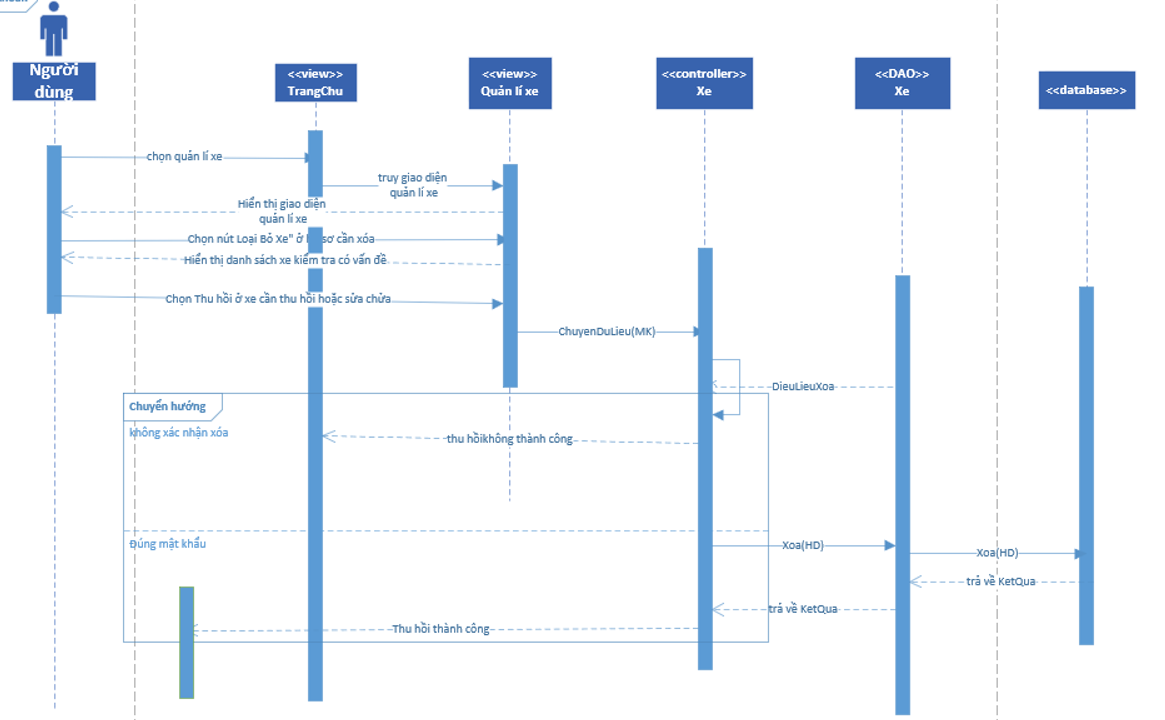 Người
dùng
<<view>>
TrangChu
<<view>>
Quản lí xe
<<controller>>
Xe
<<DAO>>
Xe
<<database>>
chọn quản lí xe
truy giao diện
quản lí xe
Hiển thị giao diện
quản lí xe
Chọn nút Loại Bỏ Xe" ở sơ cần xóa
Hiển thị danh sách xe kiểm tra có vấn đề
Chọn Thu hồi ở xe cần thu hồi hoặc sửa chửa
ChuyenDuLieu(MK)
DieuLieuXoa
Chuyển hướng
không xác nhận xóa
thu hồikhông thành công
Đúng mật khẩu
Xoa(HD)
Xoa(HD)
trả về KetQua
trả về KetQua
Thu hồi thành công